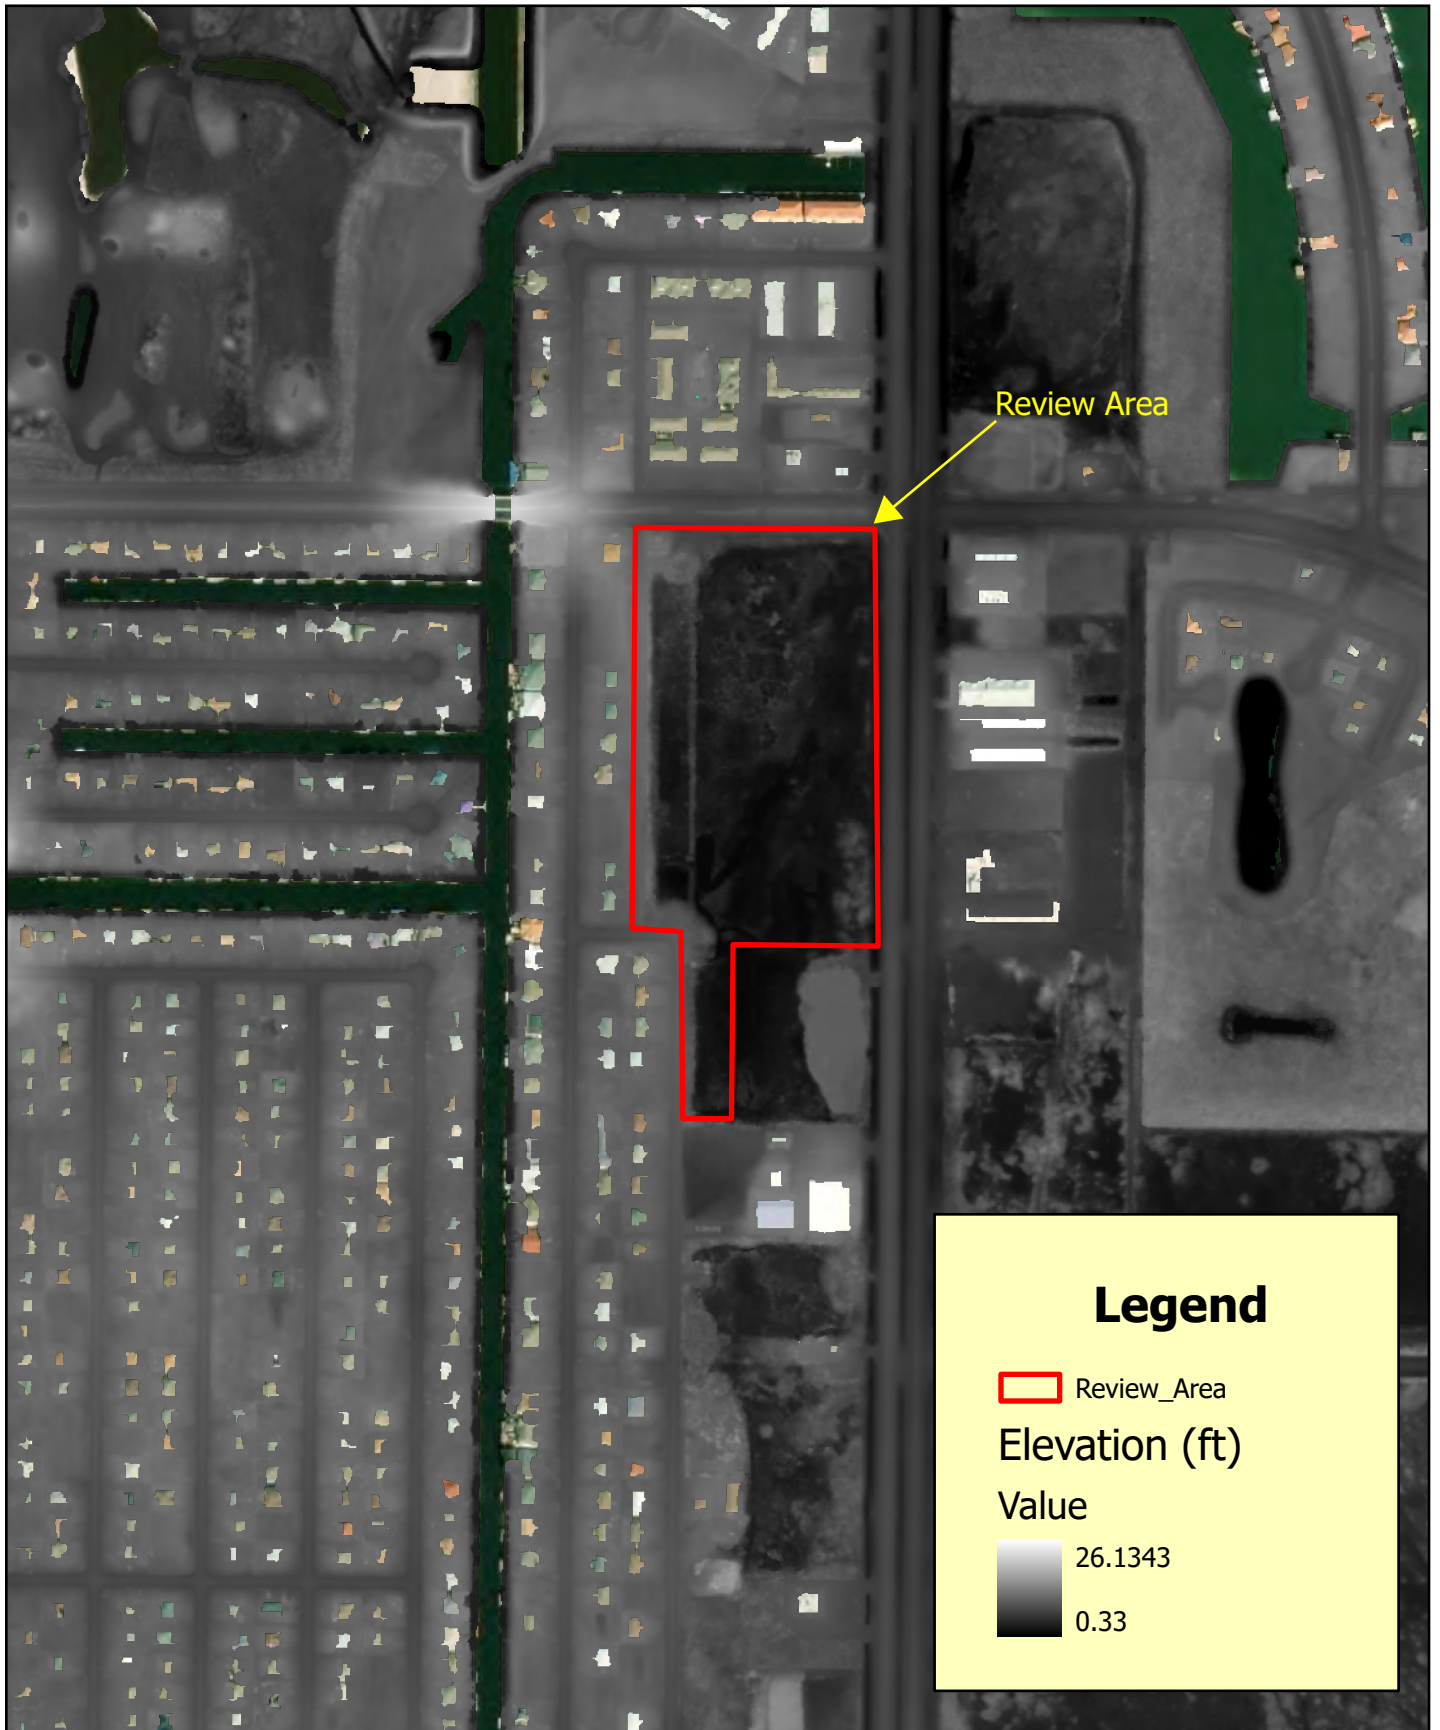 Review Area
Legend
Review_Area
Elevation (ft)
Value
26.1343
0.33